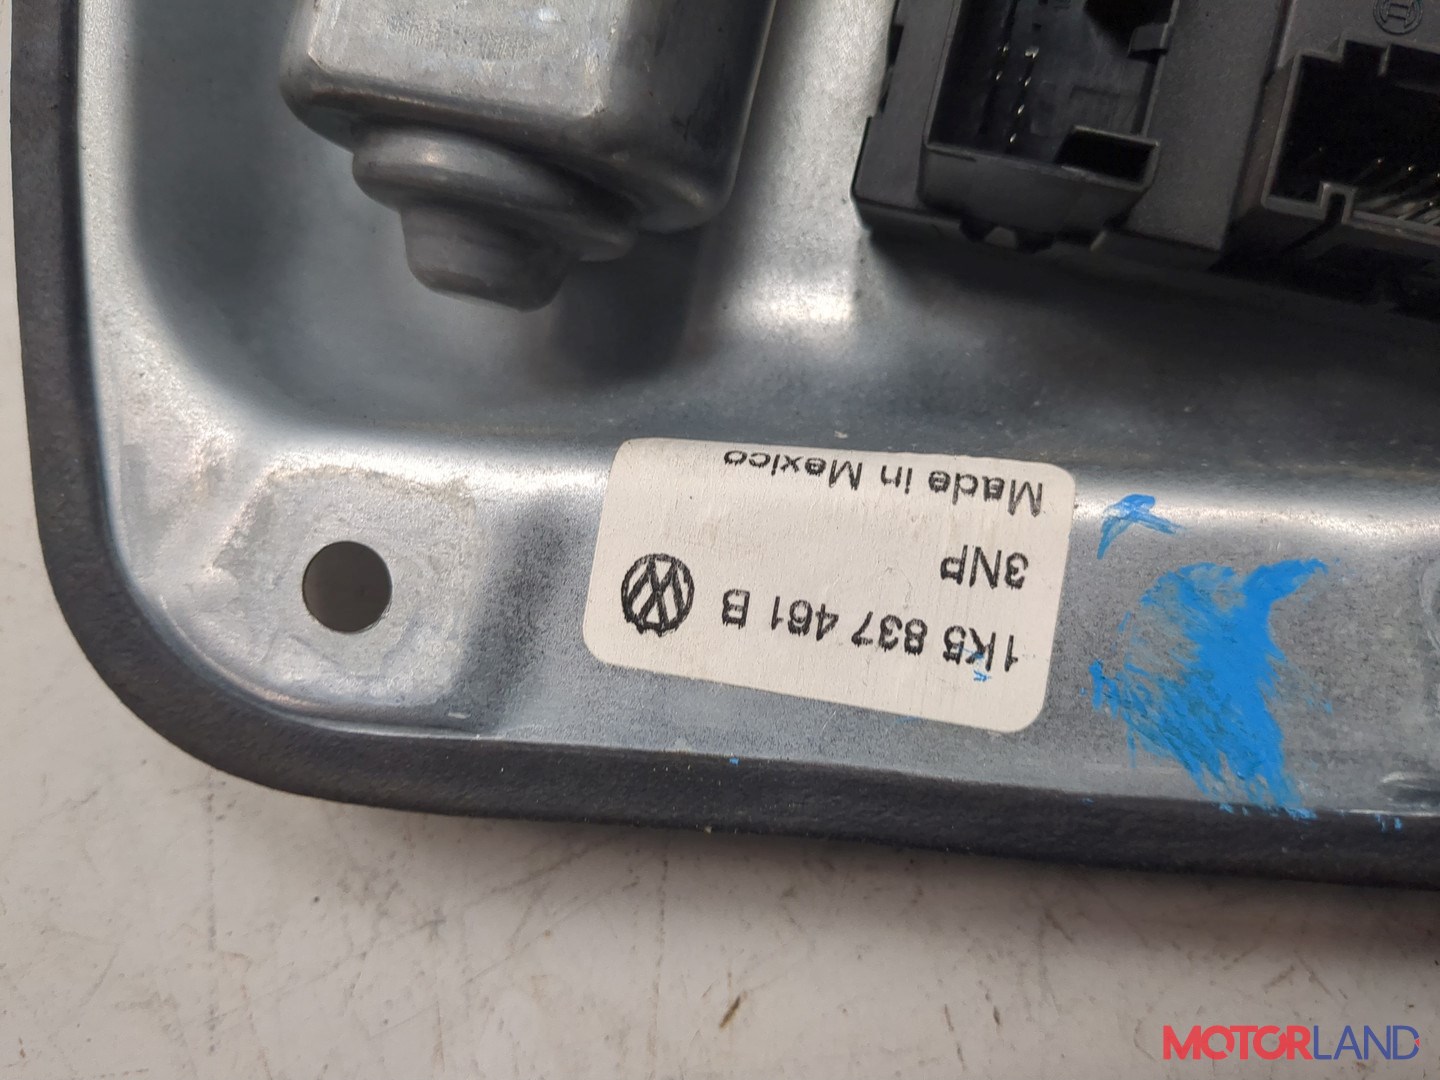 1K5 837 461 B
3NP
Made in Mexico
MOTORLAND